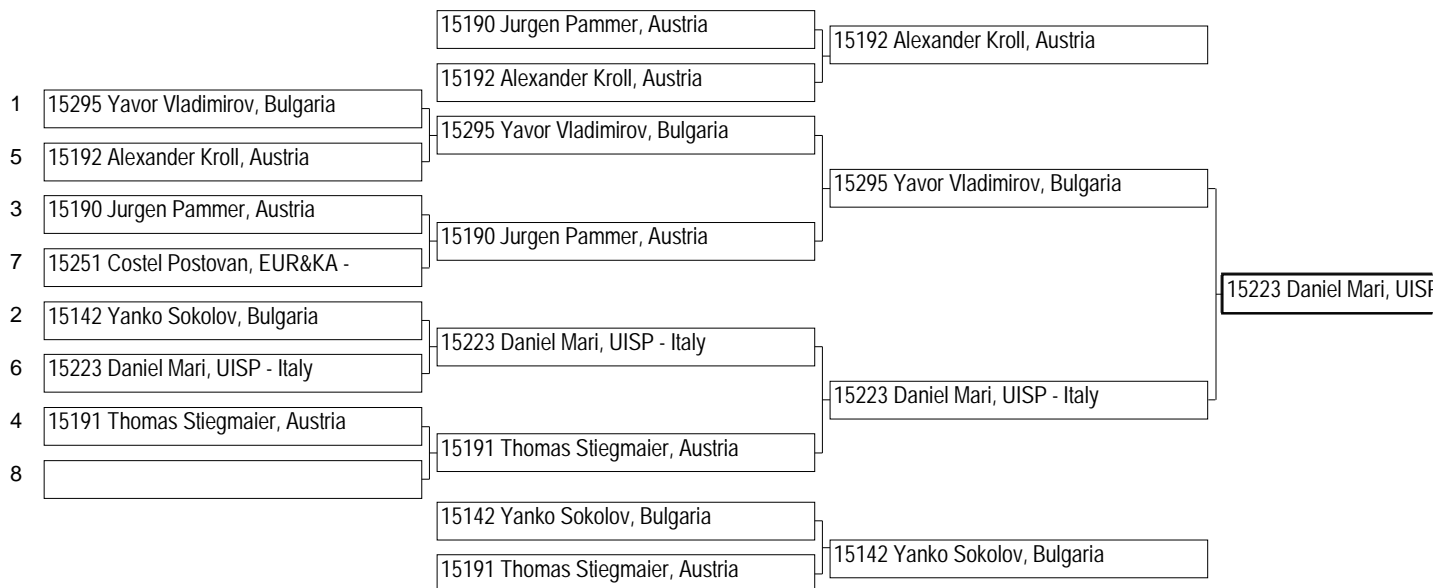 15190 Jurgen Pammer, Austria
15192 Alexander Kroll, Austria
15192 Alexander Kroll, Austria
1 15295 Yavor Vladimirov, Bulgaria
15295 Yavor Vladimirov, Bulgaria
5 15192 Alexander Kroll, Austria
15295 Yavor Vladimirov, Bulgaria
3 15190 Jurgen Pammer, Austria
15190 Jurgen Pammer, Austria
7 15251 Costel Postovan, EUR&KA -
15223 Daniel Mari, UISP
2 15142 Yanko Sokolov, Bulgaria
15223 Daniel Mari, UISP - Italy
6 15223 Daniel Mari, UISP - Italy
15223 Daniel Mari, UISP - Italy
4 15191 Thomas Stiegmaier, Austria
15191 Thomas Stiegmaier, Austria
8
15142 Yanko Sokolov, Bulgaria
15142 Yanko Sokolov, Bulgaria
15191 Thomas Stiegmaier, Austria